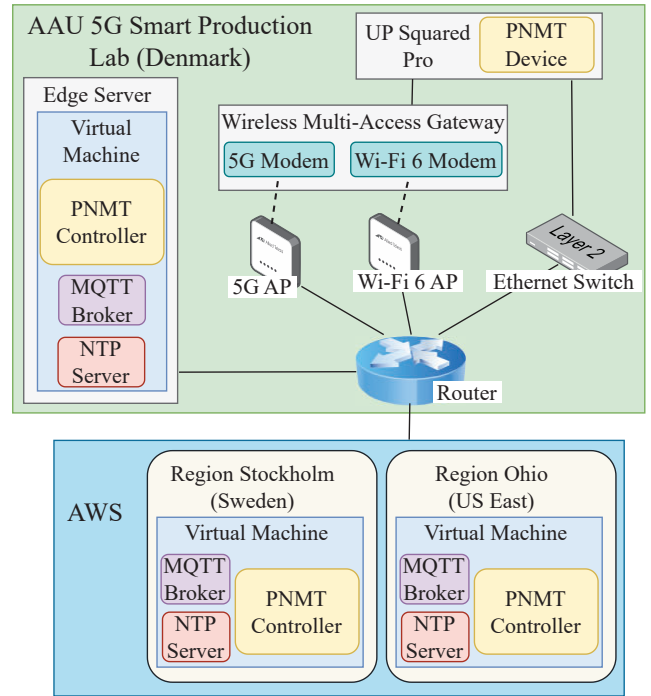 AAU 5G Smart Production
Lab (Denmark)
UP Squared
Pro
PNMT
Device
Edge Server
Virtual
Machine
PNMT
Controller
MQTT
Broker
NTP
Server
Wireless Multi-Access Gateway
5G Modem
Wi-Fi 6 Modem
5G AP
Wi-Fi 6 AP
Layer 2
Ethernet Switch
Router
AWS
Region Stockholm
(Sweden)
Virtual Machine
MQTT
Broker
NTP
Server
PNMT
Controller
Region Ohio
(US East)
Virtual Machine
MQTT
Broker
NTP
Server
PNMT
Controller